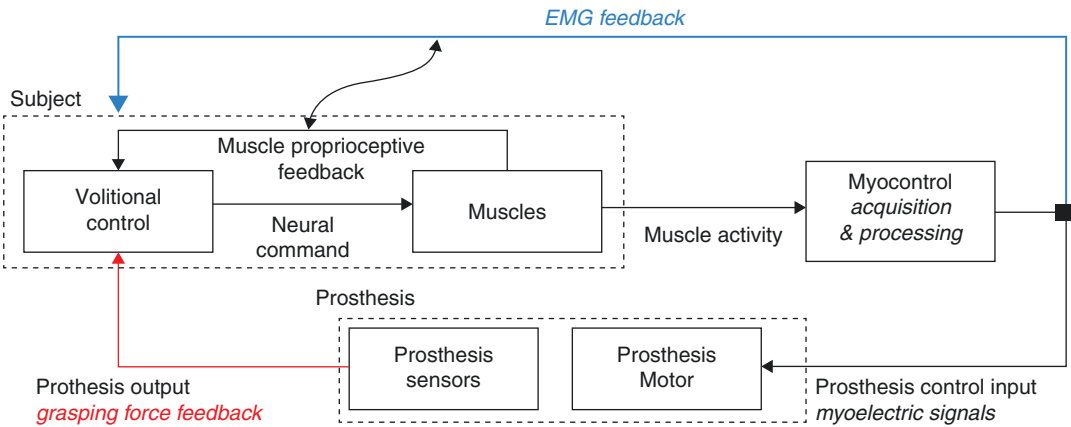 EMG feedback
Subject
Muscle proprioceptive
feedback
Volitional
control
Neural
command
Muscles
Muscle activity
Myocontrol
acquisition
& processing
Prosthesis
Prosthesis
sensors
Prosthesis
Motor
Prothesis output
grasping force feedback
Prosthesis control input
myoelectric signals